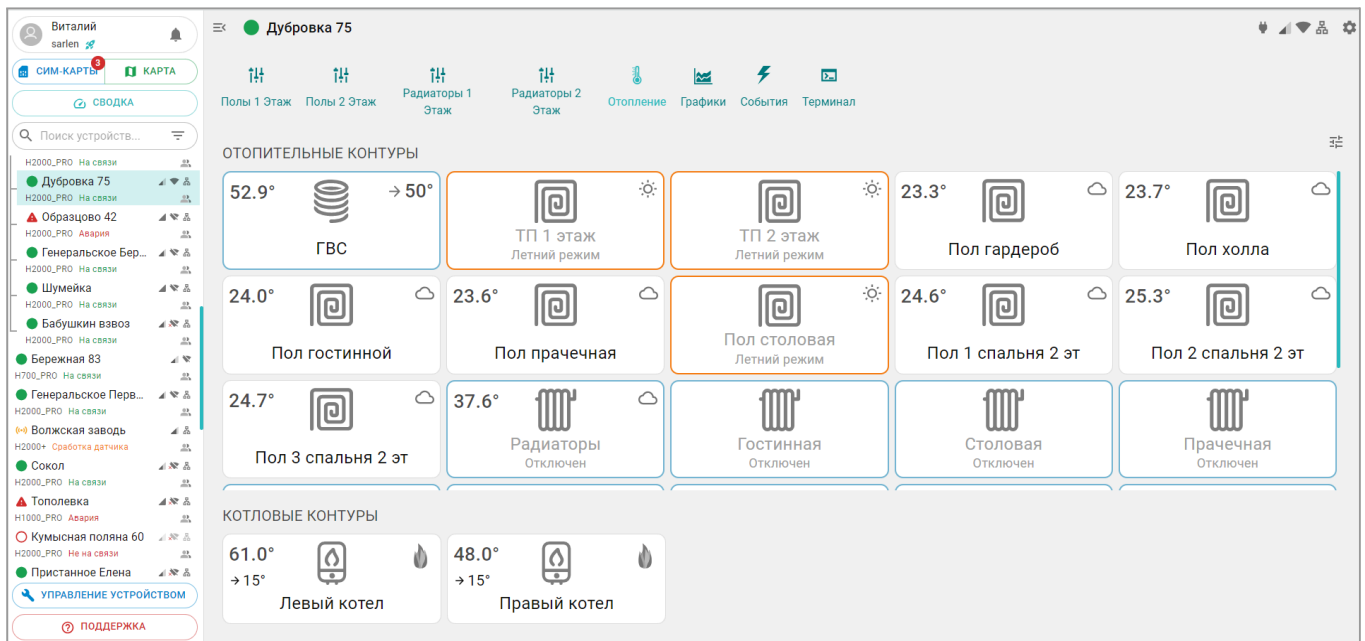 Виталий
sarlen
3
СИМ-КАРТЫ
КАРТА
СВОДКА
Поиск устройств...
H2000_PRO На связи
Дубровка 75
H2000_PRO На связи
Образцово 42
H2000_PRO Авария
Генеральское Бер...
H2000_PRO На связи
Шумейка
H2000_PRO На связи
Бабушкин взвоз
H2000_PRO На связи
Бережная 83
H700_PRO На связи
Генеральское Перв...
H2000_PRO На связи
Волжская заводь
H2000+ Сработка датчика
Сокол
H2000_PRO На связи
Тополевка
H1000_PRO Авария
Кумысная поляна 60
H2000_PRO Не на связи
Пристанное Елена
УПРАВЛЕНИЕ УСТРОЙСТВОМ
ПОДДЕРЖКА
Дубровка 75
Полы 1 Этаж
Полы 2 Этаж
Радиаторы 1
Этаж
Радиаторы 2
Этаж
Отопление
Графики
События
Терминал
ОТОПИТЕЛЬНЫЕ КОНТУРЫ
52.9° → 50°
ГВС
ТП 1 этаж
Летний режим
ТП 2 этаж
Летний режим
23.3°
Пол гардероб
23.7°
Пол холла
24.0°
Пол гостинной
23.6°
Пол прачечная
Пол столовая
Летний режим
24.6°
Пол 1 спальня 2 эт
25.3°
Пол 2 спальня 2 эт
24.7°
Пол 3 спальня 2 эт
37.6°
Радиаторы
Отключен
Гостинная
Отключен
Столовая
Отключен
Прачечная
Отключен
КОТЛОВЫЕ КОНТУРЫ
61.0°
→ 15°
Левый котел
48.0°
→ 15°
Правый котел